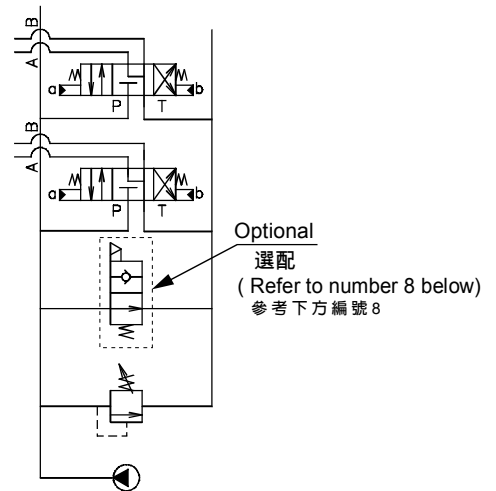 B
A
a
b
P T
B
A
a
b
P T
Optional
選配
( Refer to number 8 below)
參考下方編號8